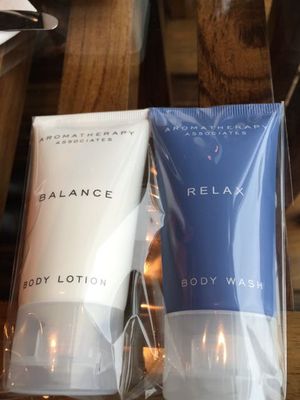 AROMATHERAPY
ASSOCIATES
BALANCE
BODY LOTION
AROMATHERAPY
ASSOCIATES
RELAX
BODY WASH